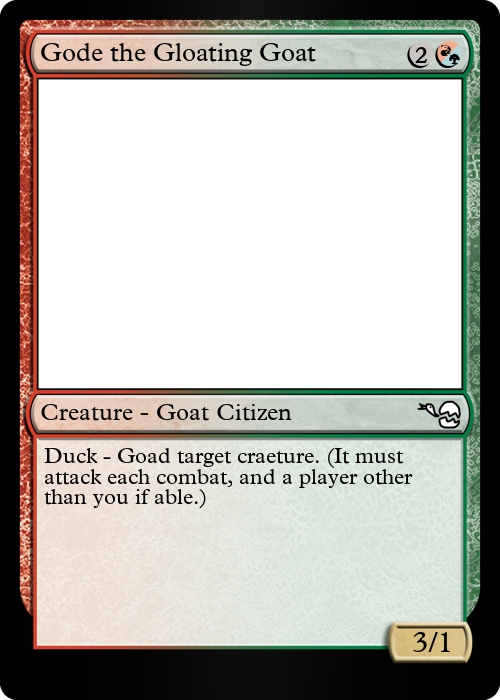 Gode the Gloating Goat 2
Creature - Goat Citizen
Duck - Goad target craeture. (It must
attack each combat, and a player other
than you if able.)
3/1